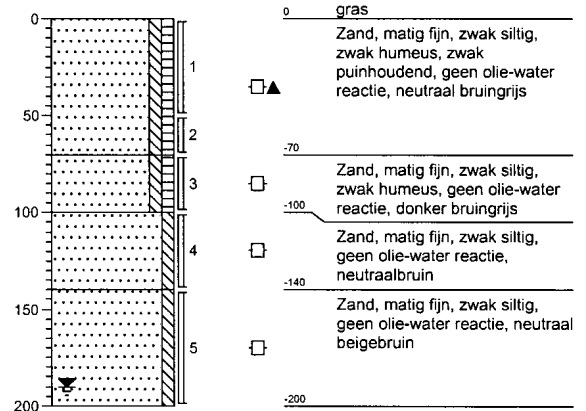 0
50
100
150
200
1
2
3
4
5
0
gras
Zand, matig fijn, zwak siltig,
zwak humeus, zwak
puinhoudend, geen olie-water
reactie, neutraal bruingrijs
-70
Zand, matig fijn, zwak siltig,
zwak humeus, geen olie-water
reactie, donker bruingrijs
-100
Zand, matig fijn, zwak siltig,
geen olie-water reactie,
neutraalbruin
-140
Zand, matig fijn, zwak siltig,
geen olie-water reactie, neutraal
beigebruin
-200